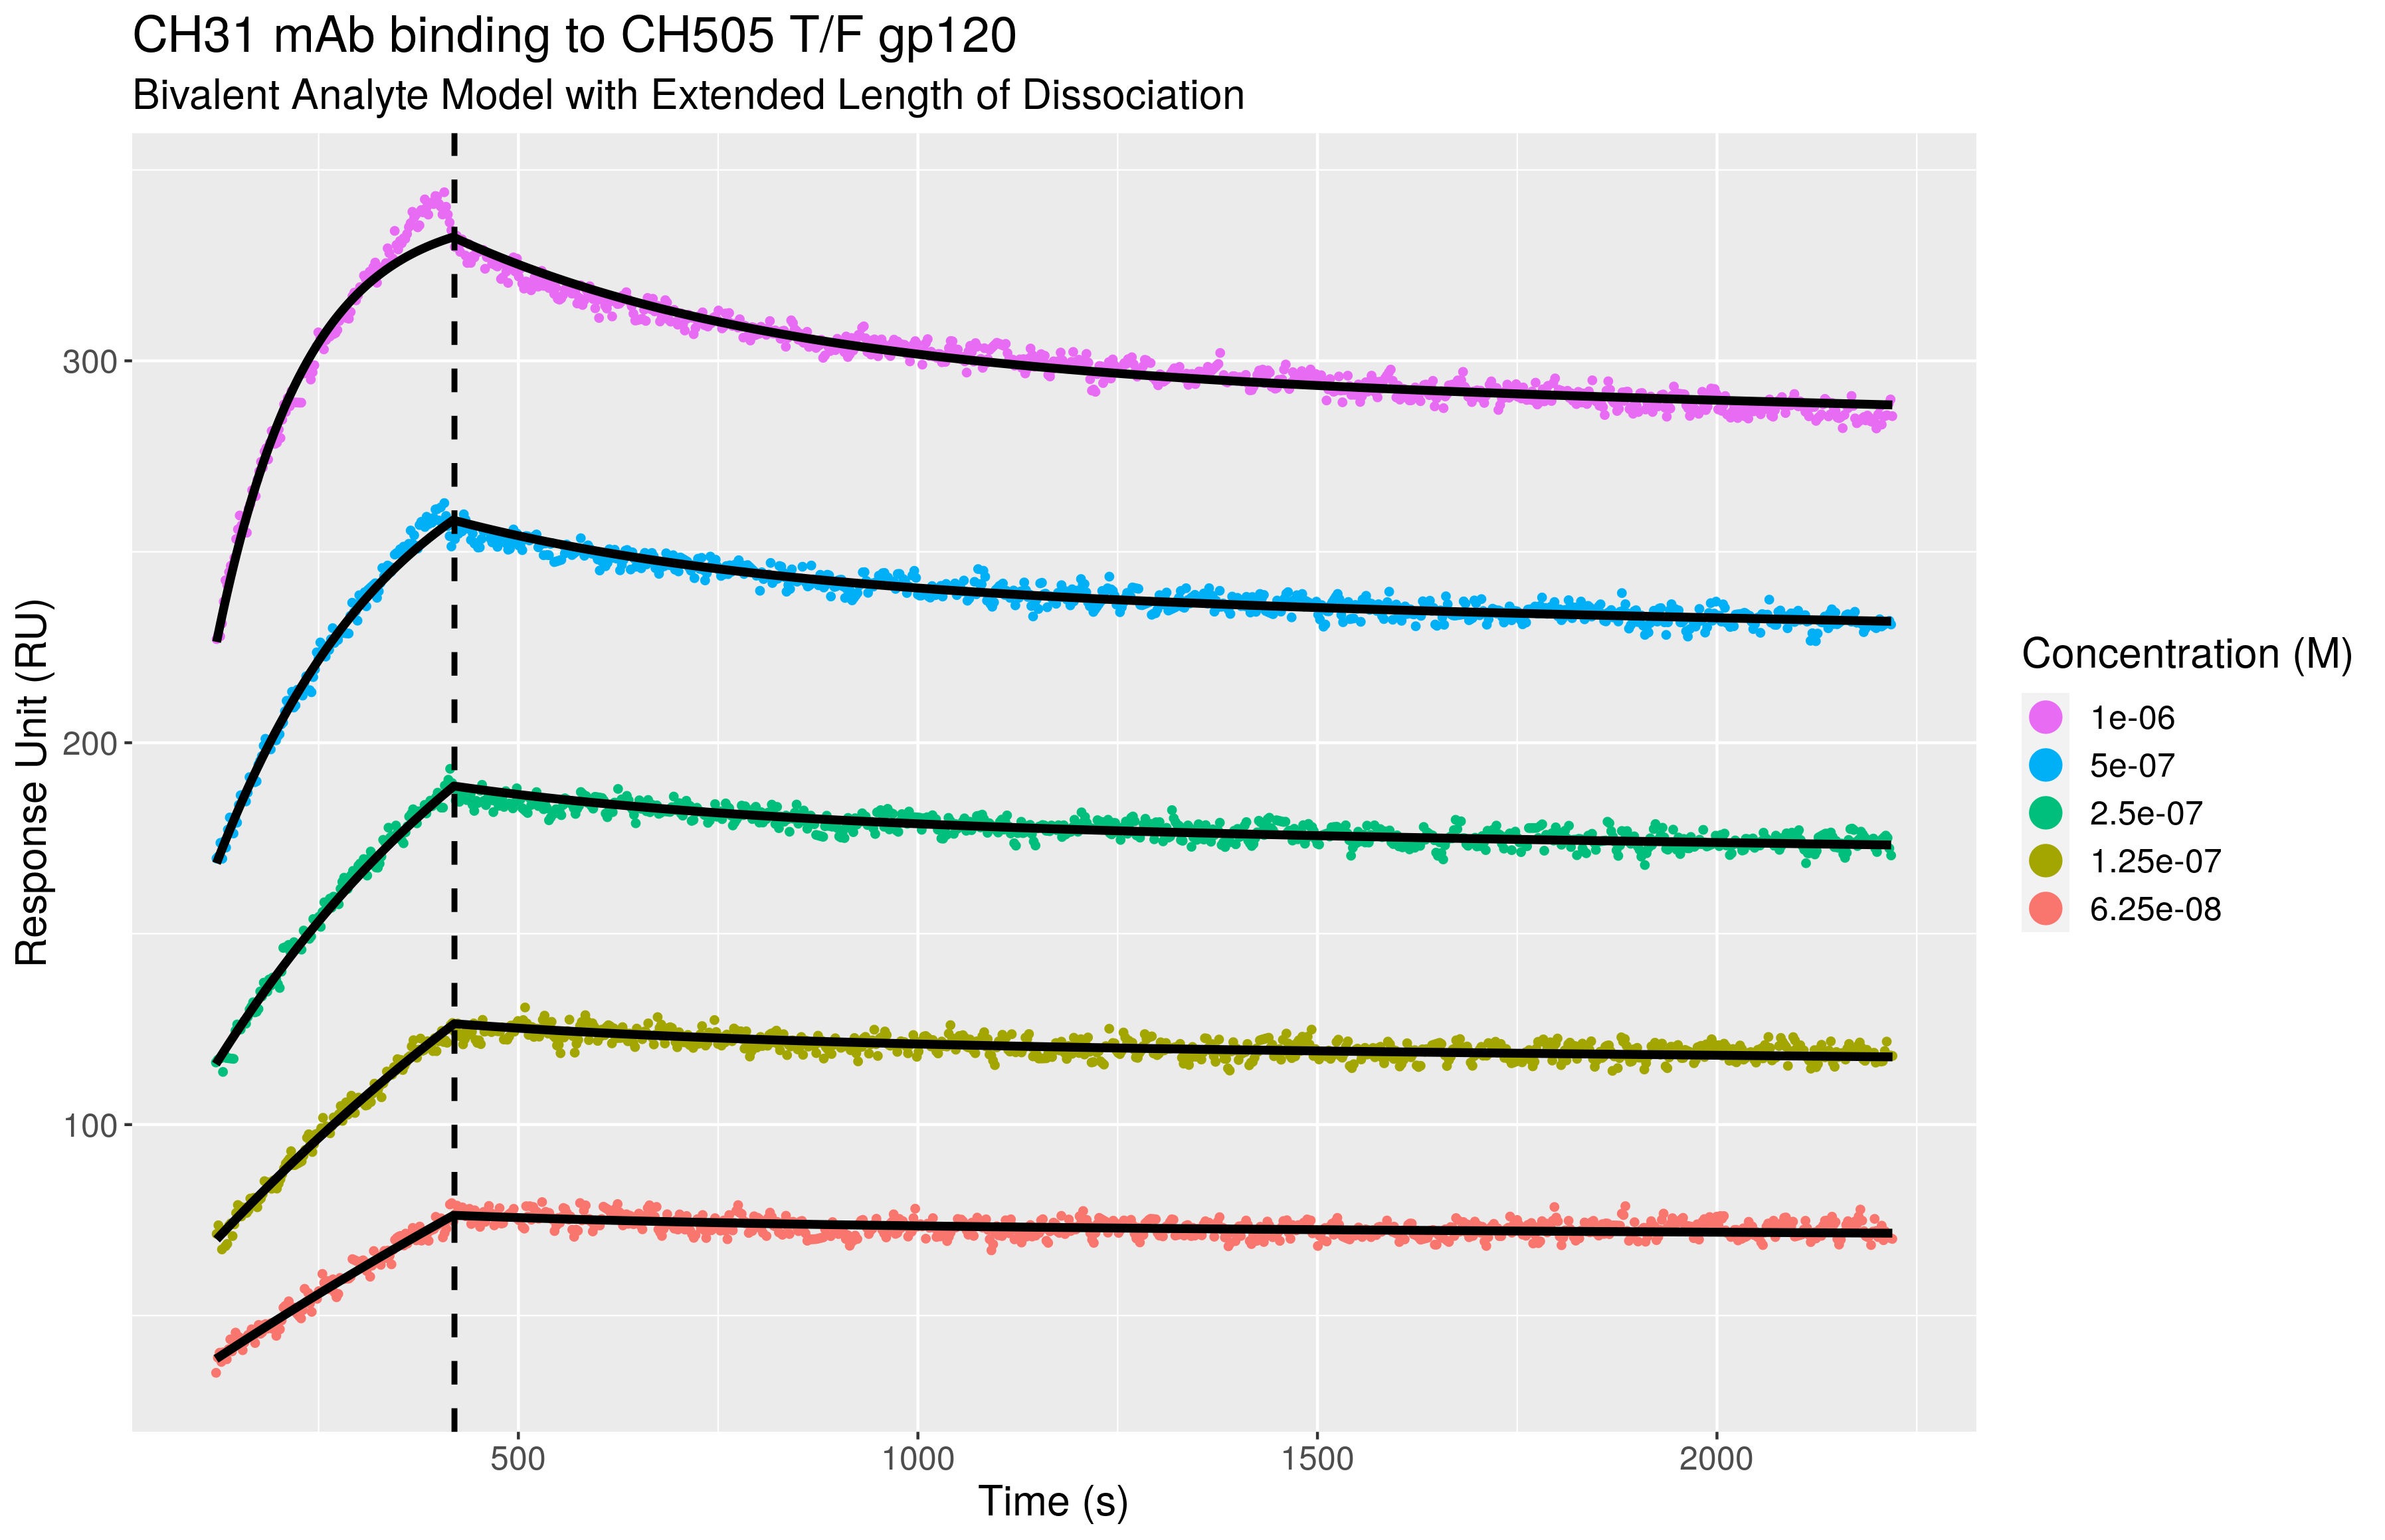 CH31 mAb binding to CH505 T/F gp120
Bivalent Analyte Model with Extended Length of Dissociation
Response Unit (RU)
300
200
100
500
1000
1500
2000
Time (s)
Concentration (M)
1e-06
5e-07
2.5e-07
1.25e-07
6.25e-08